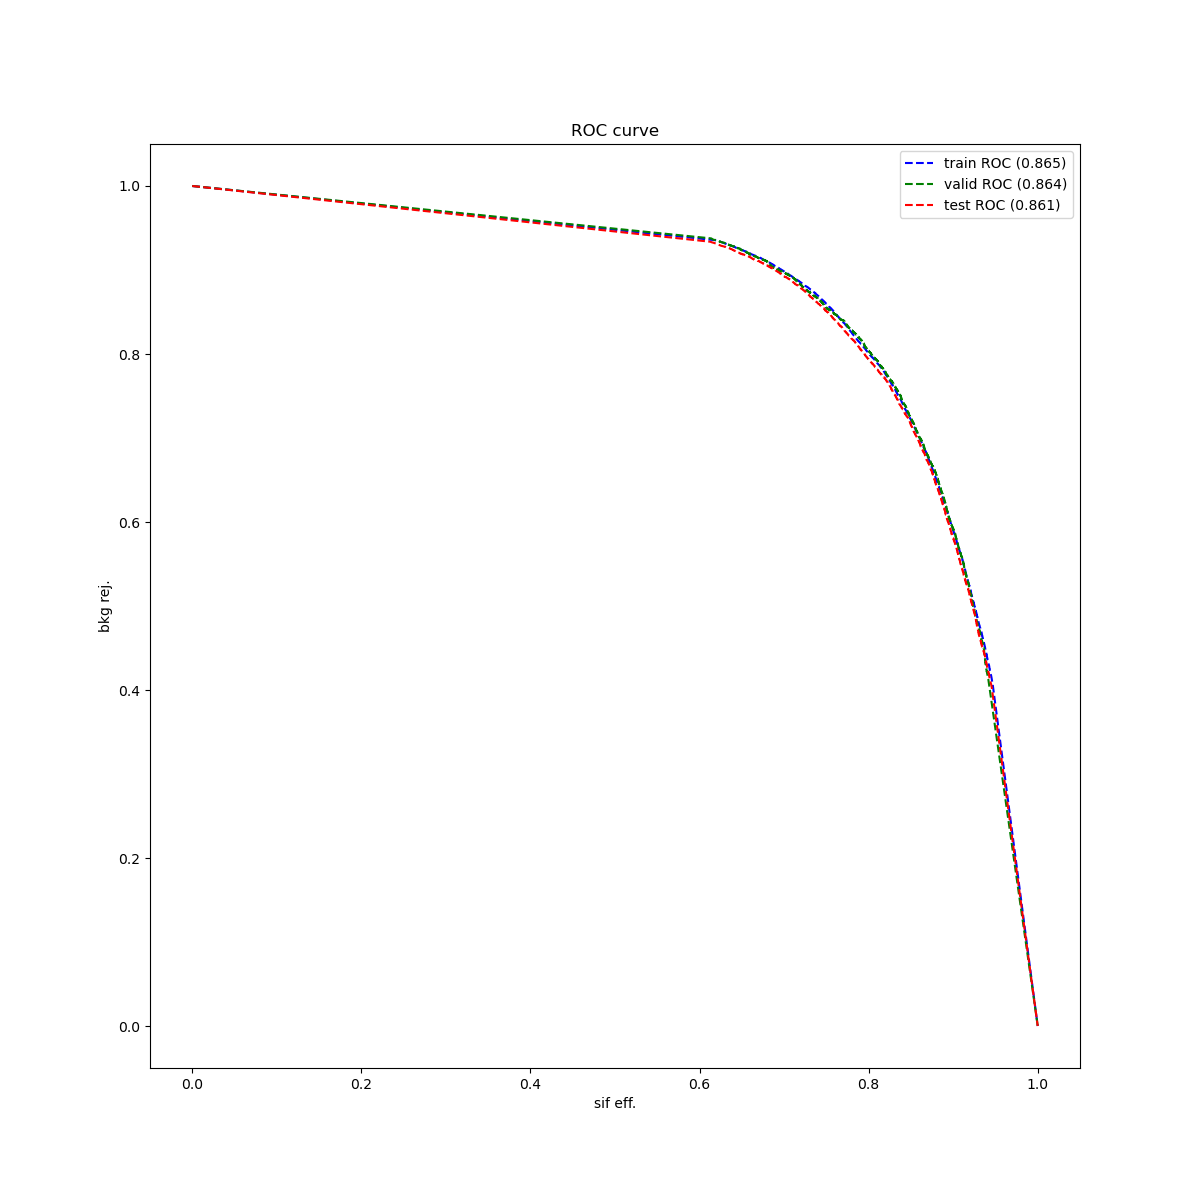 ROC curve
train ROC (0.865)
valid ROC (0.864)
test ROC (0.861)
1.0
0.8
0.6
0.4
0.2
0.0
bkg rej.
0.0 0.2 0.4 0.6 0.8 1.0
sif eff.